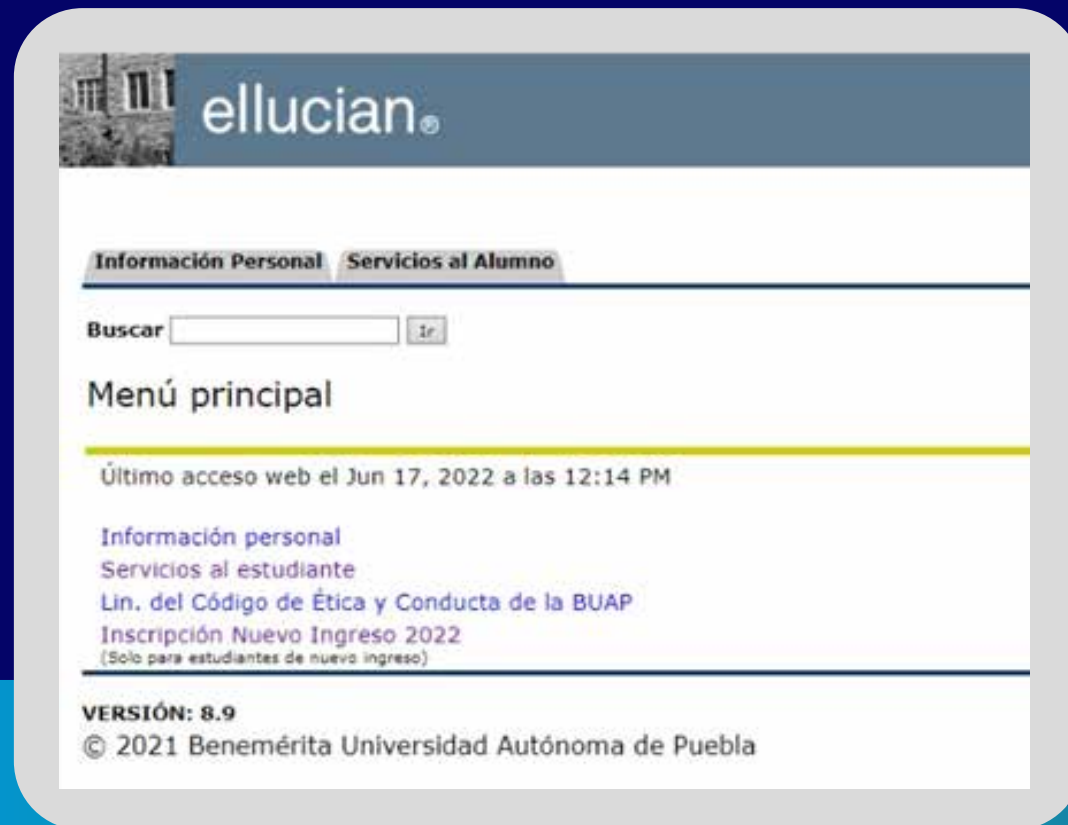 ellucian®
Información Personal Servicios al Alumno
Buscar Ir
Menú principal
Último acceso web el Jun 17, 2022 a las 12:14 PM
Información personal
Servicios al estudiante
Lin. del Código de Ética y Conducta de la BUAP
Inscripción Nuevo Ingreso 2022
(Solo para estudiantes de nuevo ingreso)
VERSIÓN: 8.9
© 2021 Benemérita Universidad Autónoma de Puebla